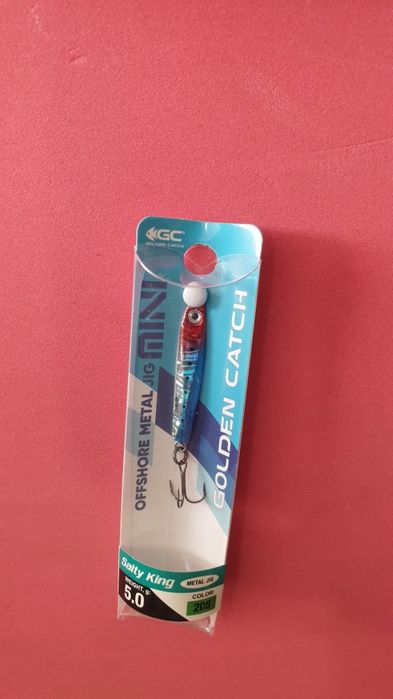 GC
GOLDEN CATCH
OFFSHORE METAL JIG
MINI
GOLDEN CATCH
Salty King
METAL JIG
WEIGHT, g:
5.0
COLOR:
205